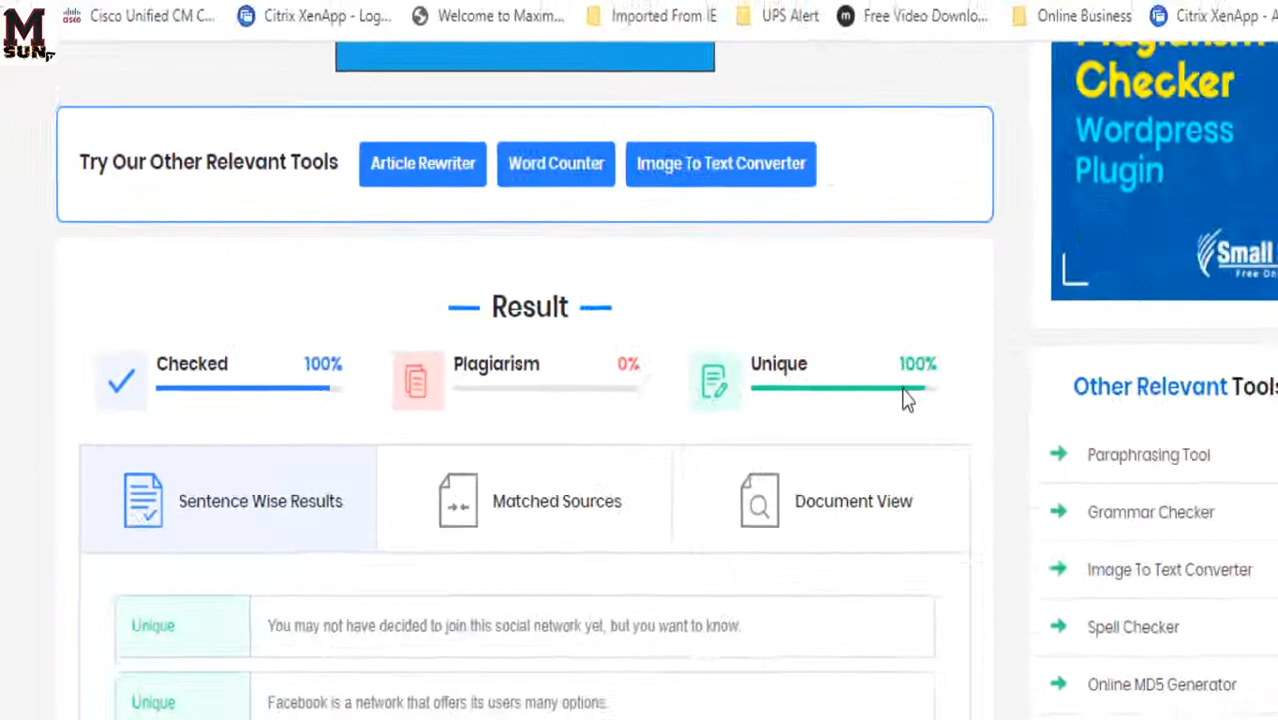 M
SUN
Cisco Unified CM C...
Citrix XenApp - Log...
Welcome to Maxim...
Imported From IE
UPS Alert
Free Video Downlo...
Online Business
Citrix XenApp - A
Plagiarism
Checker
Wordpress
Plugin
Small
Free On
Try Our Other Relevant Tools
Article Rewriter
Word Counter
Image To Text Converter
Result
Checked 100%
Plagiarism 0%
Unique 100%
Sentence Wise Results
Matched Sources
Document View
Unique
You may not have decided to join this social network yet, but you want to know.
Unique
Facebook is a network that offers its users many options.
Other Relevant Tools
Paraphrasing Tool
Grammar Checker
Image To Text Converter
Spell Checker
Online MD5 Generator